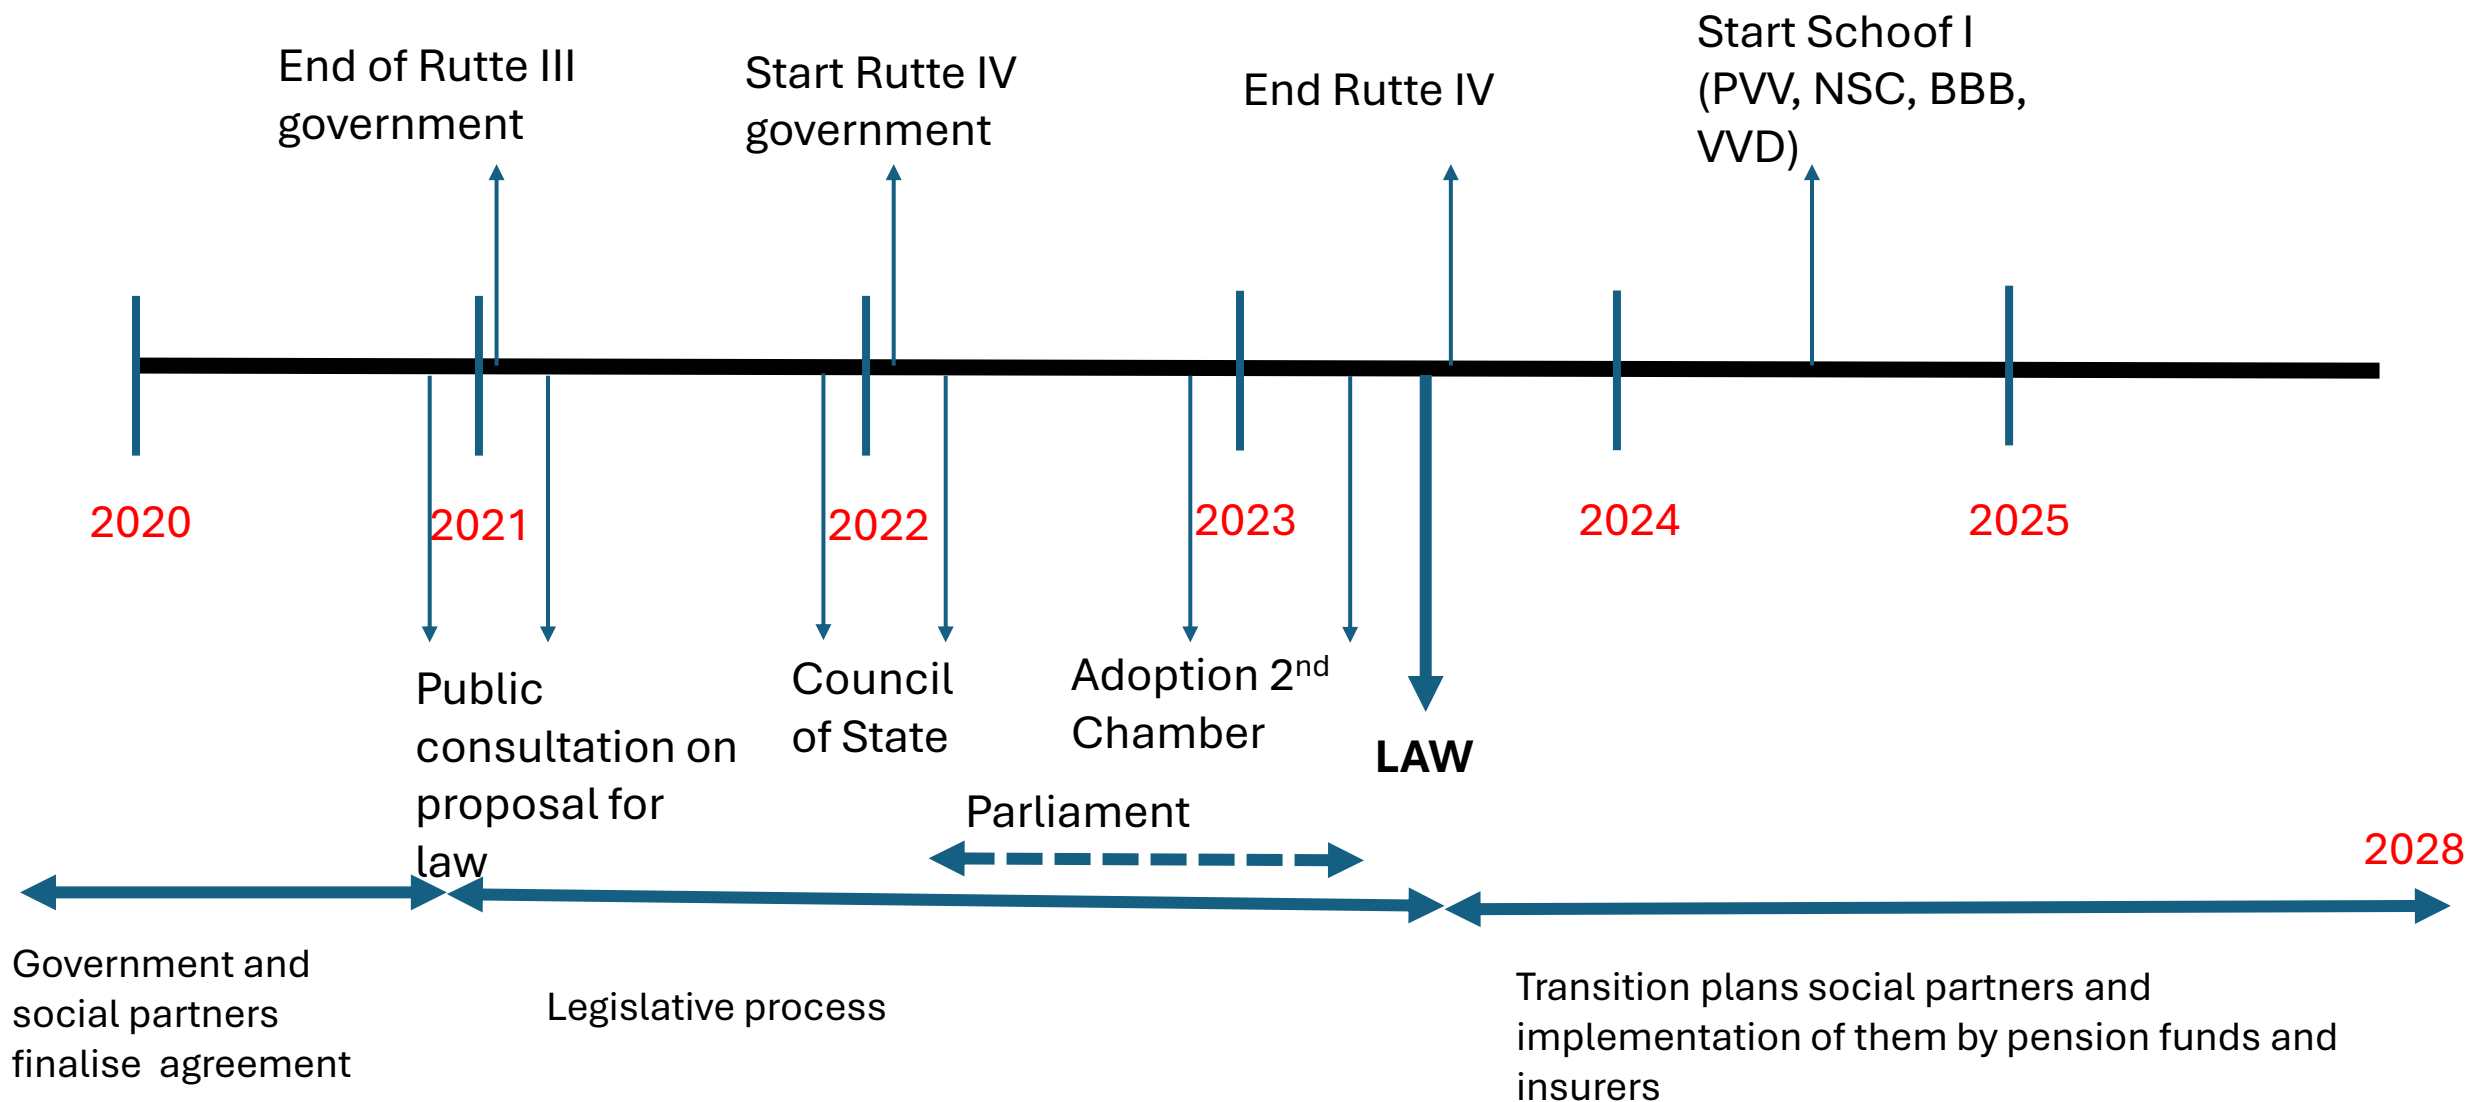 End of Rutte III
government
Start Rutte IV
government
End Rutte IV
Start Schoof I
(PVV, NSC, BBB,
VVD)
2020
2021
2022
2023
2024
2025
Public
consultation on
proposal for
law
Council
of State
Adoption 2nd
Chamber
LAW
Parliament
2028
Government and
social partners
finalise  agreement
Legislative process
Transition plans social partners and
implementation of them by pension funds and
insurers